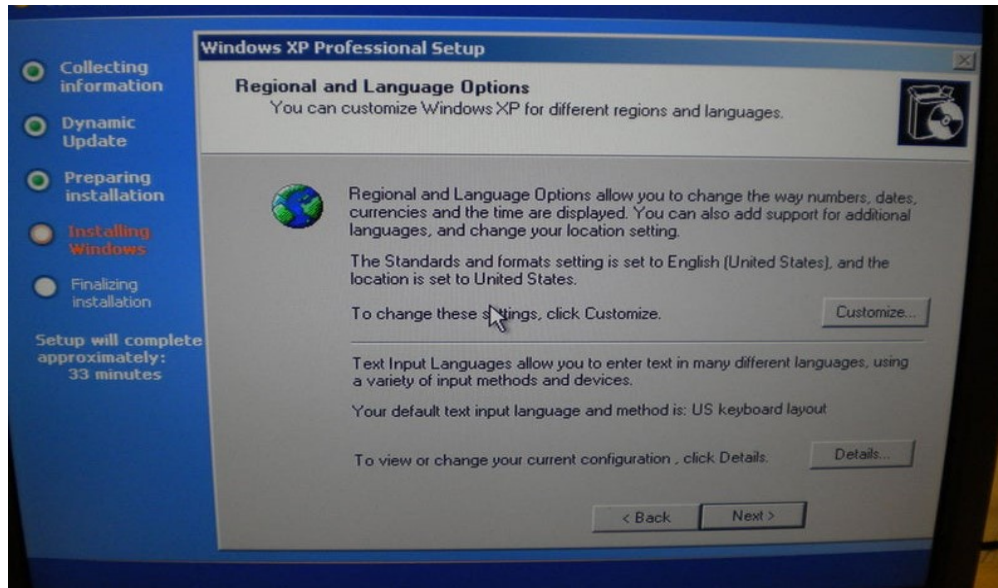 Collecting
information
Dynamic
Update
Preparing
installation
Installing
Windows
Finalizing
installation
Setup will complete
approximately:
33 minutes
Windows XP Professional Setup
Regional and Language Options
You can customize Windows XP for different regions and languages.
Regional and Language Options allow you to change the way numbers, dates,
currencies and the time are displayed. You can also add support for additional
languages, and change your location setting.
The Standards and formats setting is set to English (United States), and the
location is set to United States.
To change these settings, click Customize.
Customize...
Text Input Languages allow you to enter text in many different languages, using
a variety of input methods and devices.
Your default text input language and method is: US keyboard layout
To view or change your current configuration , click Details.
Details...
< Back
Next >